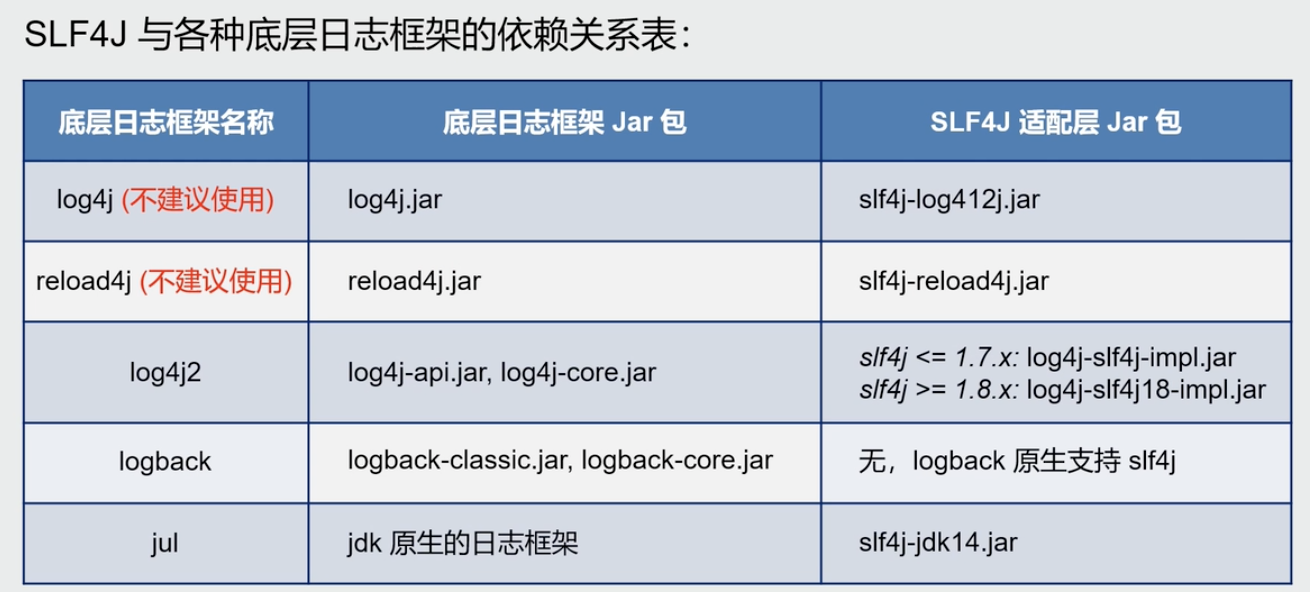 SLF4J 与各种底层日志框架的依赖关系表：
底层日志框架名称 底层日志框架 Jar 包 SLF4J 适配层 Jar 包
log4j (不建议使用) log4j.jar slf4j-log412j.jar
reload4j (不建议使用) reload4j.jar slf4j-reload4j.jar
log4j2 log4j-api.jar, log4j-core.jar slf4j <= 1.7.x: log4j-slf4j-impl.jar
slf4j >= 1.8.x: log4j-slf4j18-impl.jar
logback logback-classic.jar, logback-core.jar 无，logback 原生支持 slf4j
jul jdk 原生的日志框架 slf4j-jdk14.jar